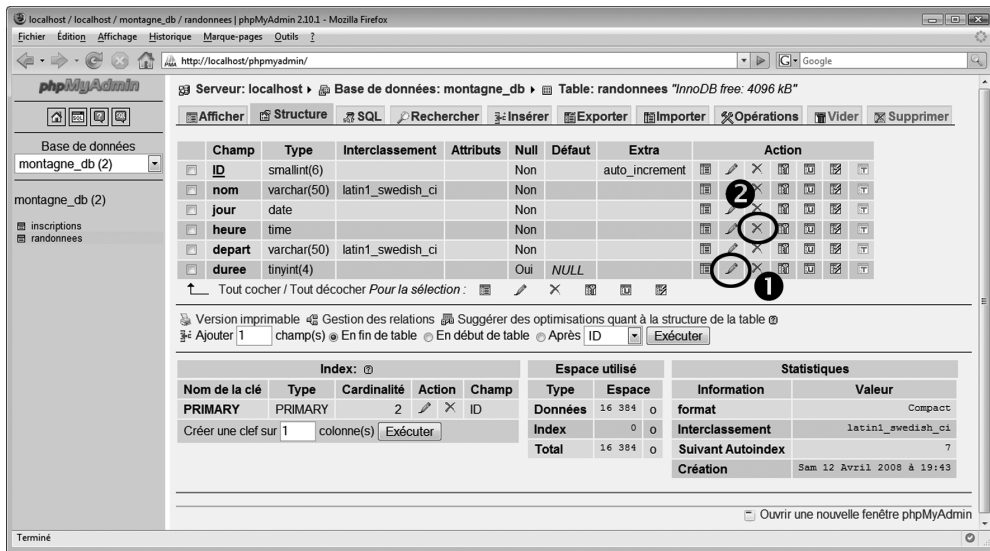 localhost / localhost / montagne_db / randonnees | phpMyAdmin 2.10.1 - Mozilla Firefox
Fichier Édition Affichage Historique Marque-pages Outils ?
http://localhost/phpmyadmin/
Google
phpMyAdmin
Base de données
montagne_db (2)
montagne_db (2)
inscriptions
randonnees
Serveur: localhost Base de données: montagne_db Table: randonnees "InnoDB free: 4096 kB"
Afficher Structure SQL Rechercher Insérer Exporter Importer Opérations Vider Supprimer
Champ Type Interclassement Attributs Null Défaut Extra Action
ID smallint(6) Non auto_increment
nom varchar(50) latin1_swedish_ci Non
jour date Non
heure time Non
depart varchar(50) latin1_swedish_ci Non
duree tinyint(4) Oui NULL
2
1
Tout cocher / Tout décocher Pour la sélection :
Version imprimable Gestion des relations Suggérer des optimisations quant à la structure de la table
Ajouter 1 champ(s) En fin de table En début de table Après ID Exécuter
Index:
Nom de la clé Type Cardinalité Action Champ
PRIMARY PRIMARY 2 ID
Créer une clef sur 1 colonne(s) Exécuter
Espace utilisé
Type Espace
Données 16 384 o
Index 0 o
Total 16 384 o
Statistiques
Information Valeur
format Compact
Interclassement latin1_swedish_ci
Suivant Autoindex 7
Création Sam 12 Avril 2008 à 19:43
Ouvrir une nouvelle fenêtre phpMyAdmin
Terminé